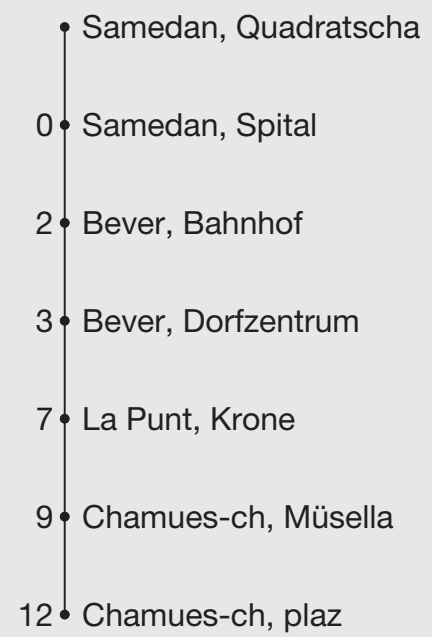 Samedan, Quadratscha
0 Samedan, Spital
2 Bever, Bahnhof
3 Bever, Dorfzentrum
7 La Punt, Krone
9 Chamues-ch, Müsella
12 Chamues-ch, plaz